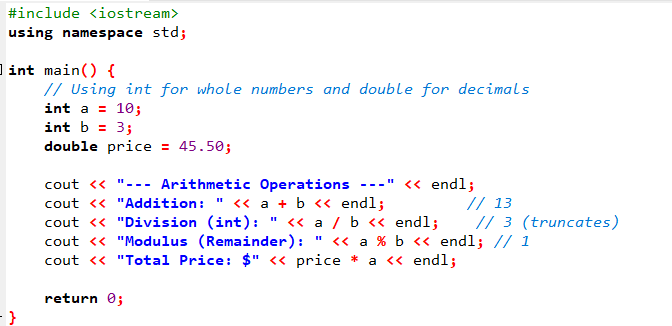 #include <iostream>
using namespace std;
int main() {
// Using int for whole numbers and double for decimals
int a = 10;
int b = 3;
double price = 45.50;
cout << "--- Arithmetic Operations ---" << endl;
cout << "Addition: " << a + b << endl; // 13
cout << "Division (int): " << a / b << endl; // 3 (truncates)
cout << "Modulus (Remainder): " << a % b << endl; // 1
cout << "Total Price: $" << price * a << endl;
return 0;
}